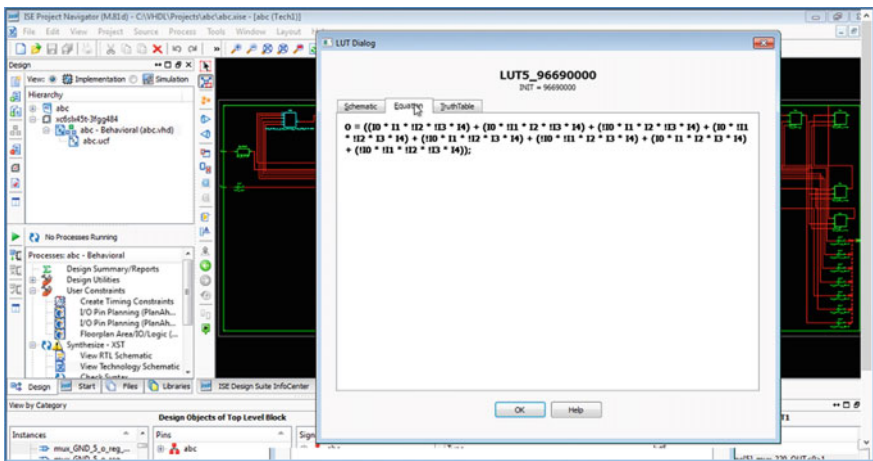 ISE Project Navigator (M.81d) - C:\VHDL\Projects\abc\abc.xise - [abc (Tech1)]
File Edit View Project Source Process Tools Window Layout
LUT Dialog
Design
View: Implementation Simulation
Hierarchy
abc
xc6slx45t-3fgg484
abc - Behavioral (abc.vhd)
abc.ucf
No Processes Running
Processes: abc - Behavioral
Design Summary/Reports
Design Utilities
User Constraints
Create Timing Constraints
I/O Pin Planning (PlanAh...
I/O Pin Planning (PlanAh...
Floorplan Area/IO/Logic (...
Synthesize - XST
View RTL Schematic
View Technology Schematic
Check Syntax
Design Start Files Libraries ISE Design Suite InfoCenter
LUT5_96690000
INIT = 96690000
Schematic Equation TruthTable
O = ((I0 * I1 * !I2 * !I3 * I4) + (I0 * !I1 * I2 * !I3 * I4) + (!I0 * I1 * I2 * !I3 * I4) + (I0 * !I1
* !I2 * I3 * I4) + (!I0 * I1 * !I2 * I3 * I4) + (!I0 * !I1 * I2 * I3 * I4) + (I0 * I1 * I2 * I3 * I4)
+ (!I0 * !I1 * !I2 * !I3 * I4));
OK Help
View by Category
Design Objects of Top Level Block
Instances Pins
abc